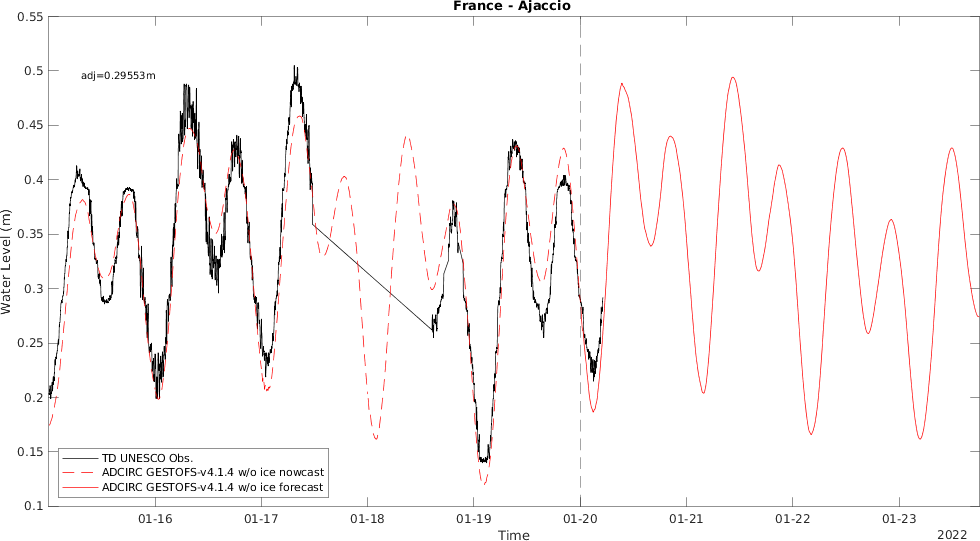 France - Ajaccio
adj=0.29553m
0.55
0.5
0.45
0.4
0.35
0.3
0.25
0.2
0.15
0.1
Water Level (m)
TD UNESCO Obs.
ADCIRC GESTOFS-v4.1.4 w/o ice nowcast
ADCIRC GESTOFS-v4.1.4 w/o ice forecast
01-16 01-17 01-18 01-19 01-20 01-21 01-22 01-23
Time
2022